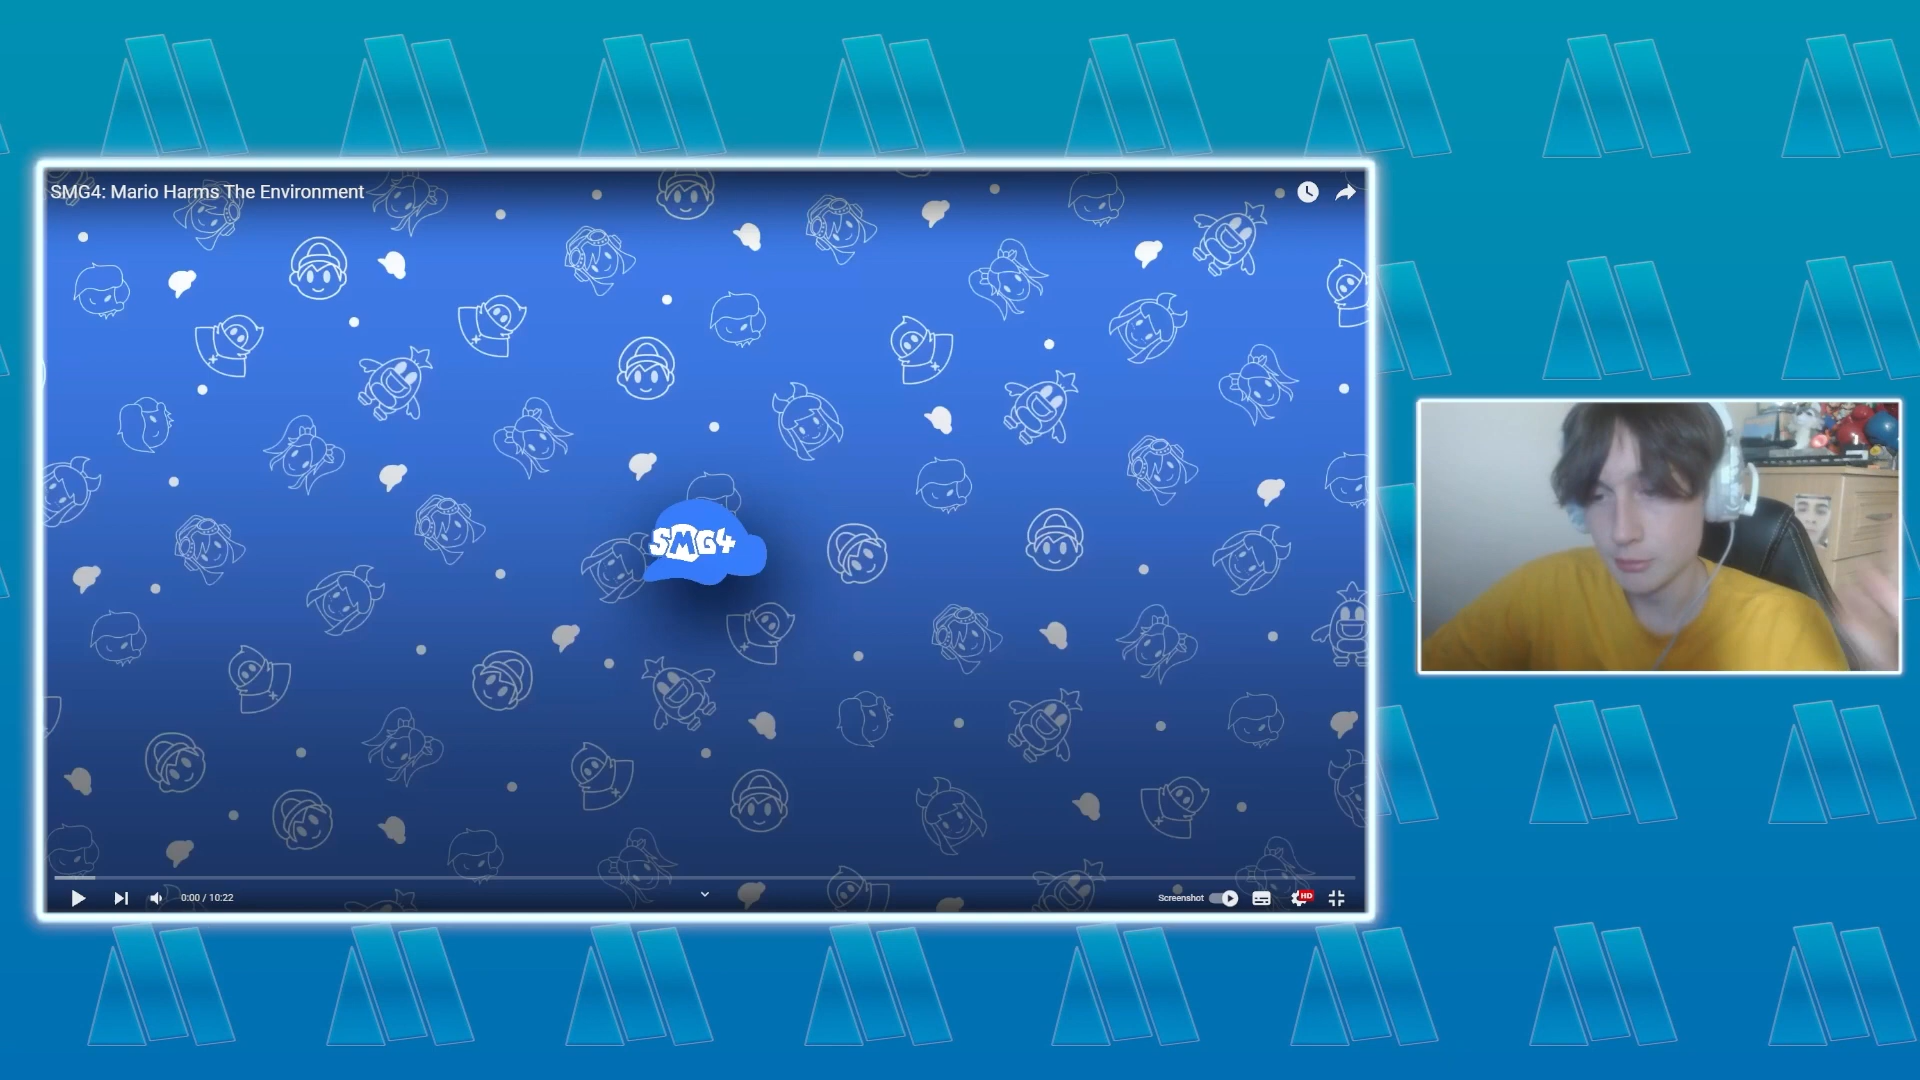 SMG4: Mario Harms The Environment
SMG4
0:00 / 10:22
Screenshot
HD